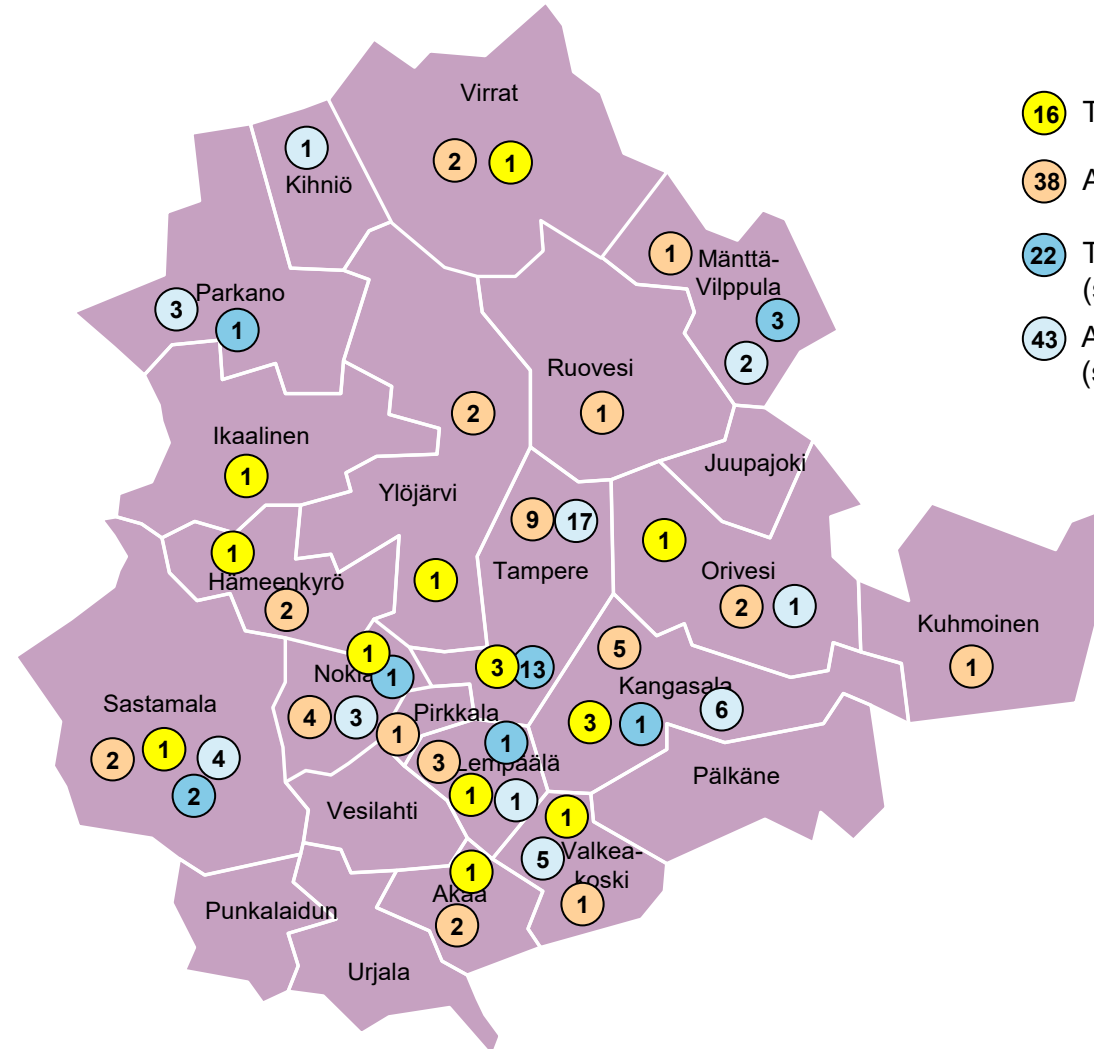 Virrat
2 1
1
Kihniö
16 T
38 A
22 T
(s
43 A
(s
1
Mänttä-
Vilppula
3
2
Parkano
3
1
Ruovesi
1
2
Ikaalinen
1
Juupajoki
Ylöjärvi
1
9 17
Tampere
3 13
1
Orivesi
2 1
1
Hämeenkyrö
2
Kuhmoinen
1
5
Kangasala
3 1 6
1
Nokia
1
4 3
Pirkkala
1
Sastamala
2 1 4
2
1
3
Lempäälä
1 1
Pälkäne
Vesilahti
1
5
Valkea-
koski
1
1
Akaa
2
Punkalaidun
Urjala